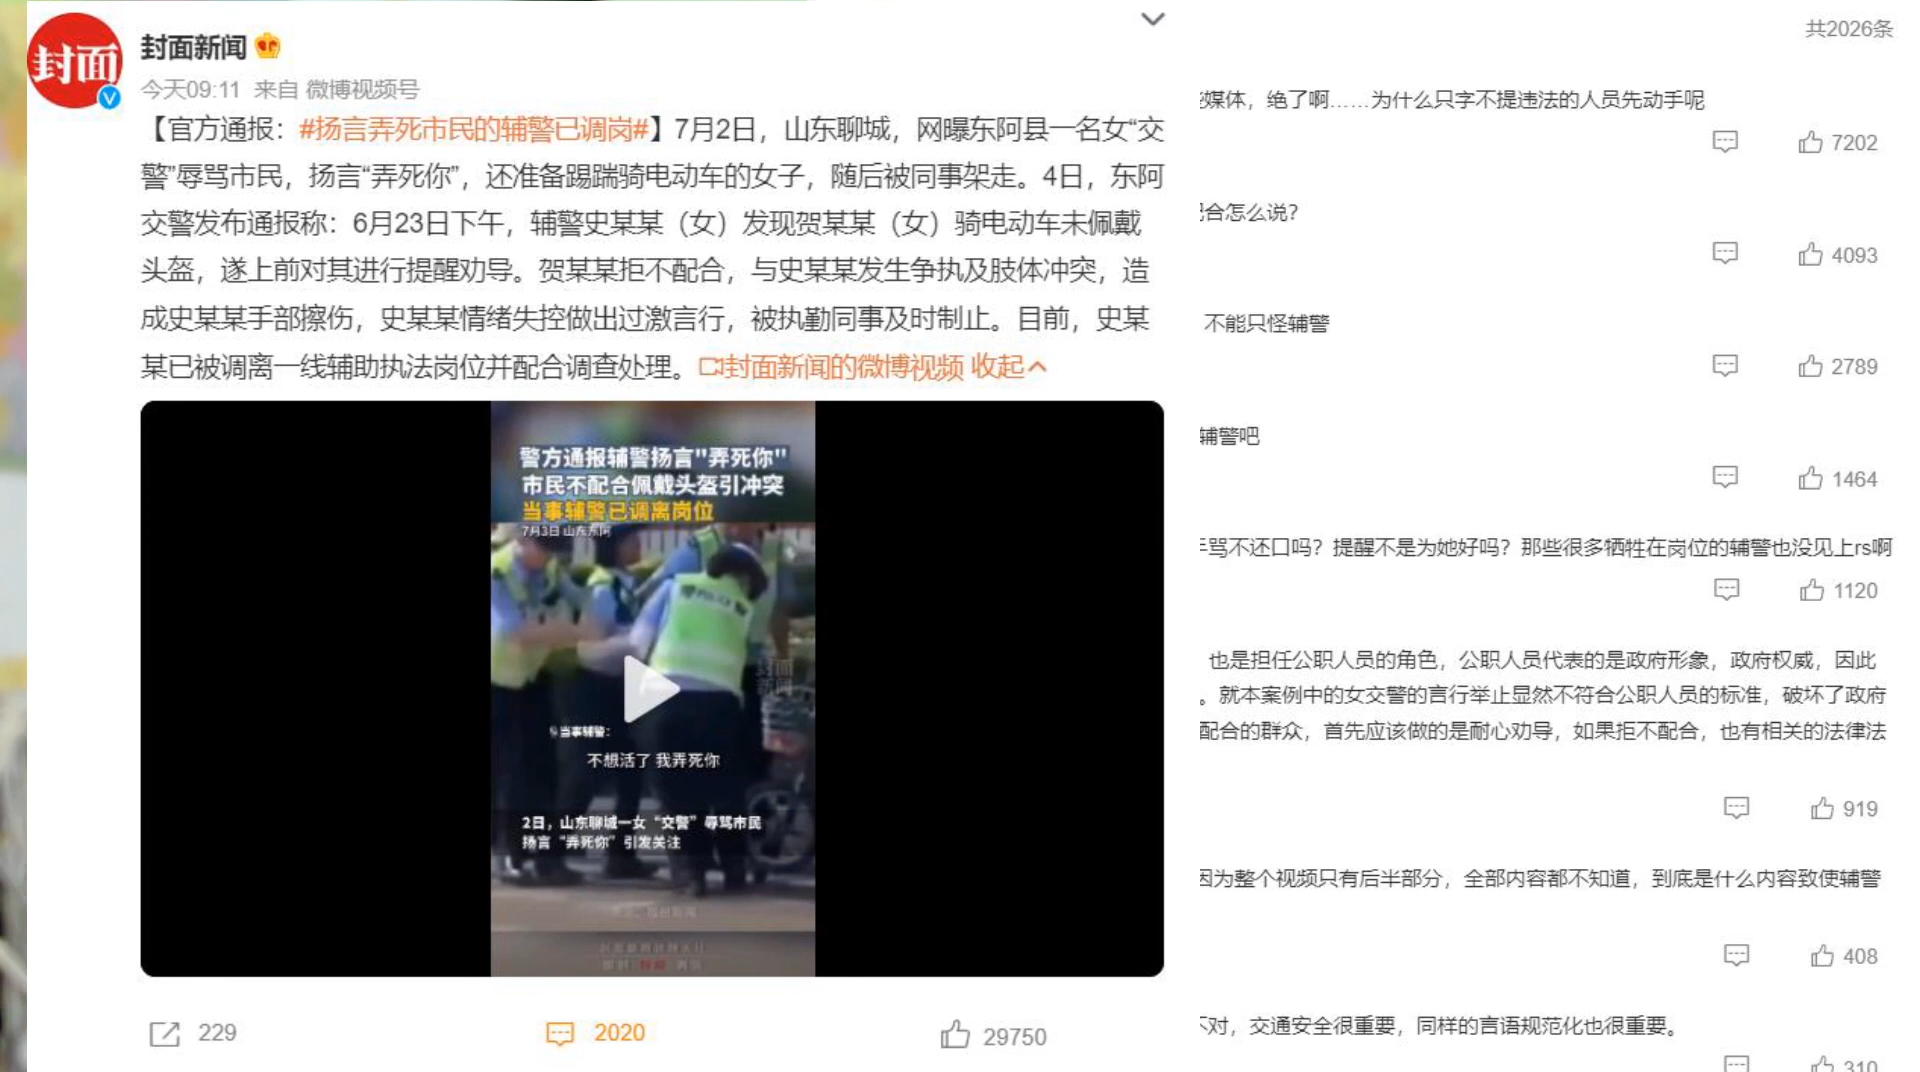 封面
封面新闻
今天09:11 来自 微博视频号
【官方通报：#扬言弄死市民的辅警已调岗#】7月2日，山东聊城，网曝东阿县一名女“交
警”辱骂市民，扬言“弄死你”，还准备踢踹骑电动车的女子，随后被同事架走。4日，东阿
交警发布通报称：6月23日下午，辅警史某某（女）发现贺某某（女）骑电动车未佩戴
头盔，遂上前对其进行提醒劝导。贺某某拒不配合，与史某某发生争执及肢体冲突，造
成史某某手部擦伤，史某某情绪失控做出过激言行，被执勤同事及时制止。目前，史某
某已被调离一线辅助执法岗位并配合调查处理。封面新闻的微博视频 收起
警方通报辅警扬言"弄死你"
市民不配合佩戴头盔引冲突
当事辅警已调离岗位
7月3日 山东东阿
封面
新闻
当事辅警：
不想活了 我弄死你
2日，山东聊城一女“交警”辱骂市民
扬言“弄死你”引发关注
229
2020
29750
共2026条
媒体，绝了啊……为什么只字不提违法的人员先动手呢
7202
合怎么说？
4093
不能只怪辅警
2789
辅警吧
1464
骂不还口吗？提醒不是为她好吗？那些很多牺牲在岗位的辅警也没见上rs啊
1120
也是担任公职人员的角色，公职人员代表的是政府形象，政府权威，因此
。就本案例中的女交警的言行举止显然不符合公职人员的标准，破坏了政府
配合的群众，首先应该做的是耐心劝导，如果拒不配合，也有相关的法律法
919
因为整个视频只有后半部分，全部内容都不知道，到底是什么内容致使辅警
408
对，交通安全很重要，同样的言语规范化也很重要。
310